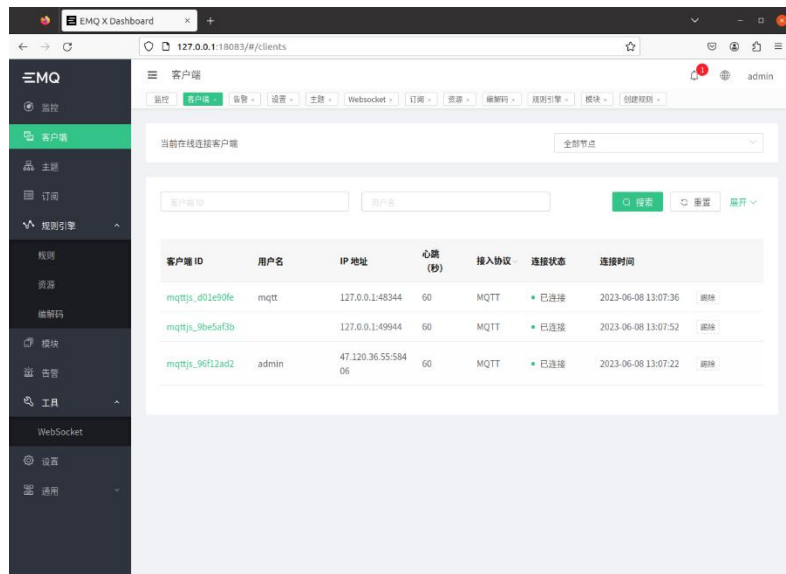 EMQ X Dashboard
127.0.0.1:18083/#/clients
EMQ
客户端
1
admin
监控 客户端 告警 设置 主题 Websocket 订阅 资源 编解码 规则引擎 模块 创建规则
监控
客户端
主题
订阅
规则引擎
规则
资源
编解码
模块
告警
工具
WebSocket
设置
通用
当前在线连接客户端 全部节点
客户端 ID 用户名 搜索 重置 展开
客户端 ID 用户名 IP 地址 心跳 (秒) 接入协议 连接状态 连接时间
mqttjs_d01e90fe mqtt 127.0.0.1:48344 60 MQTT 已连接 2023-06-08 13:07:36 踢除
mqttjs_9be5af3b 127.0.0.1:49944 60 MQTT 已连接 2023-06-08 13:07:52 踢除
mqttjs_96f12ad2 admin 47.120.36.55:58406 60 MQTT 已连接 2023-06-08 13:07:22 踢除